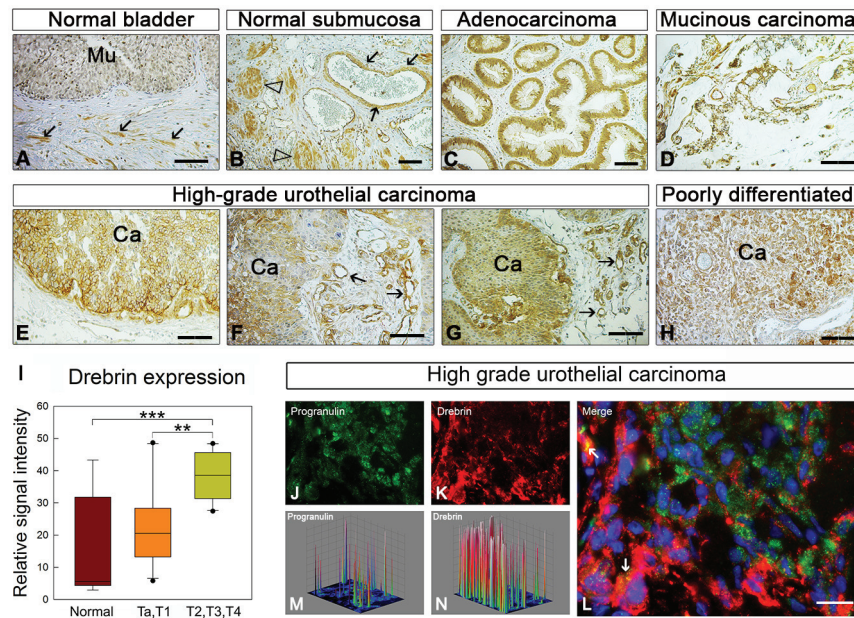 Normal bladder
Normal submucosa
Adenocarcinoma
Mucinous carcinoma
Mu
A
B
C
D
High-grade urothelial carcinoma
Poorly differentiated
Ca
Ca
Ca
Ca
E
F
G
H
I
Drebrin expression
High grade urothelial carcinoma
Relative signal intensity
60
50
40
30
20
10
0
***
**
Normal
Ta,T1
T2,T3,T4
Progranulin
J
Drebrin
K
Merge
L
Progranulin
M
Drebrin
N